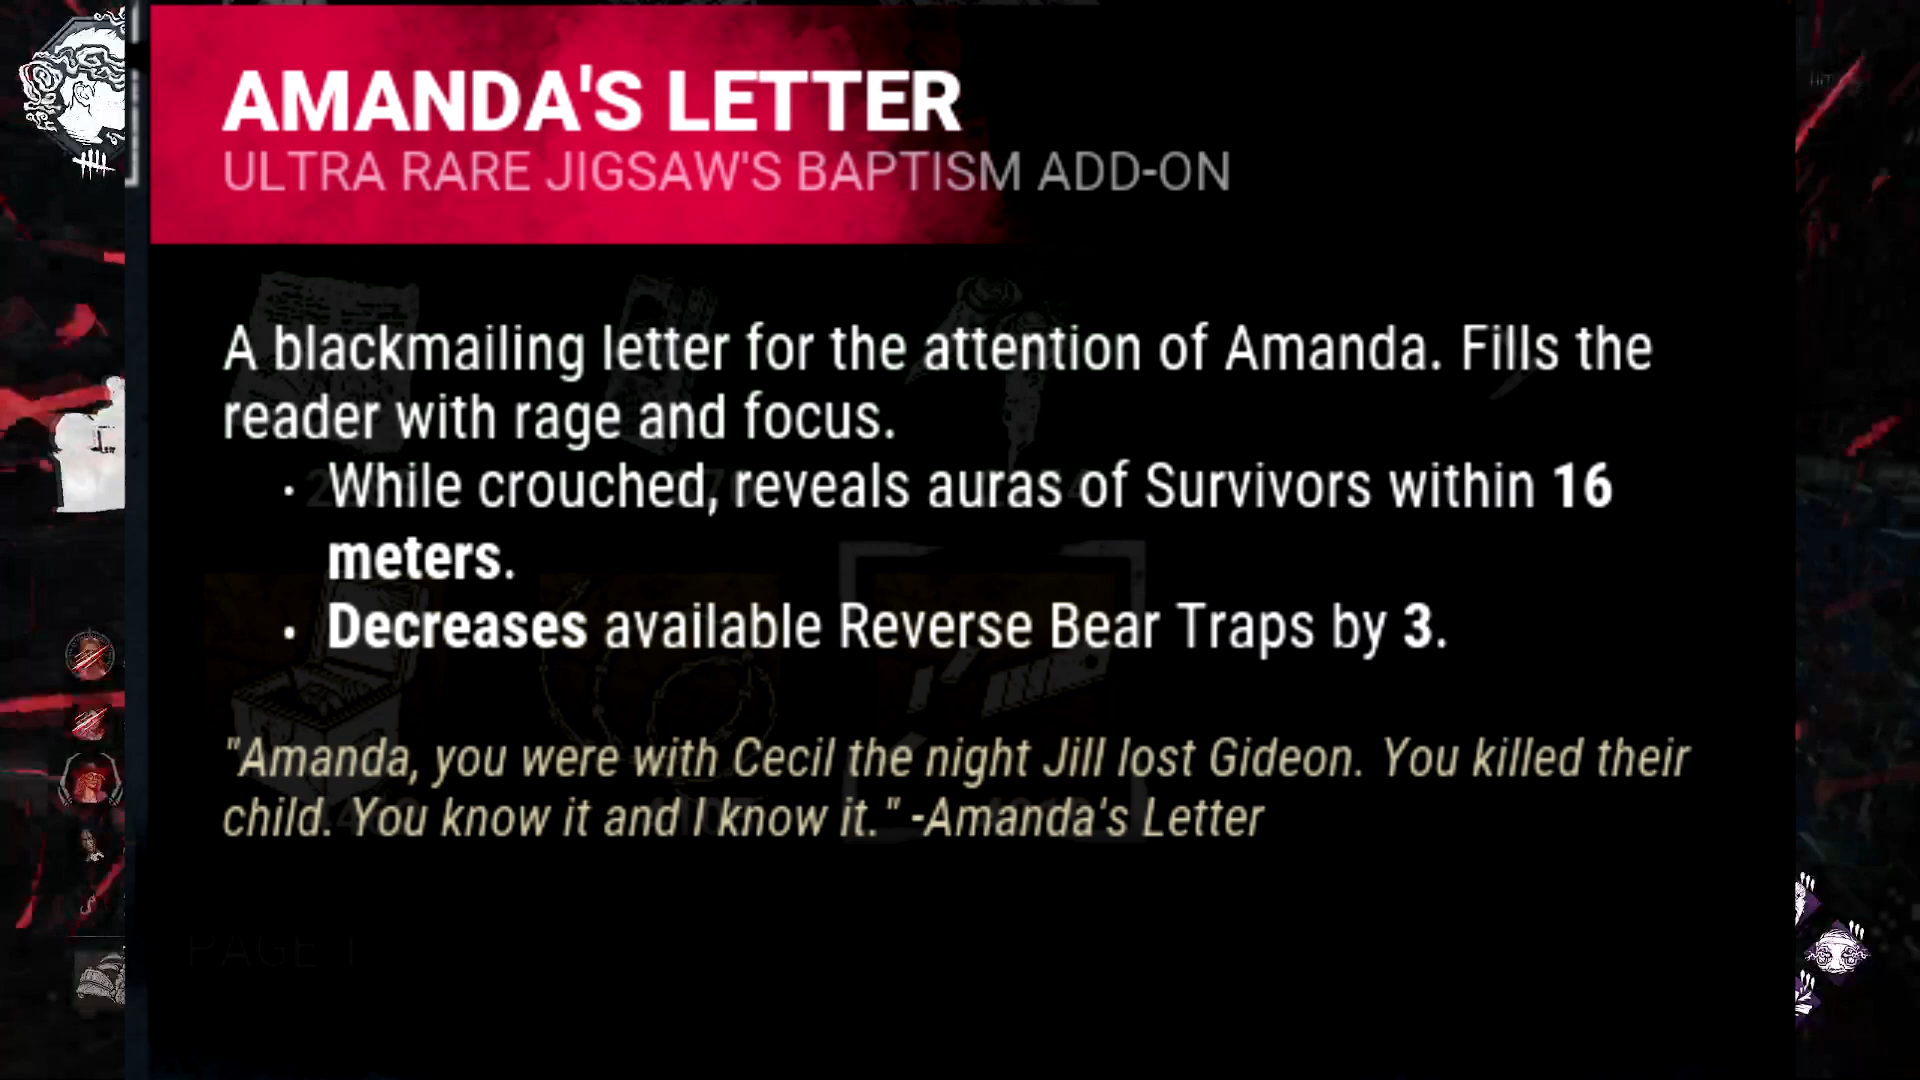 AMANDA'S LETTER
ULTRA RARE JIGSAW'S BAPTISM ADD-ON
A blackmailing letter for the attention of Amanda. Fills the
reader with rage and focus.
• While crouched, reveals auras of Survivors within 16
meters.
• Decreases available Reverse Bear Traps by 3.
"Amanda, you were with Cecil the night Jill lost Gideon. You killed their
child. You know it and I know it." -Amanda's Letter
PAGE 1